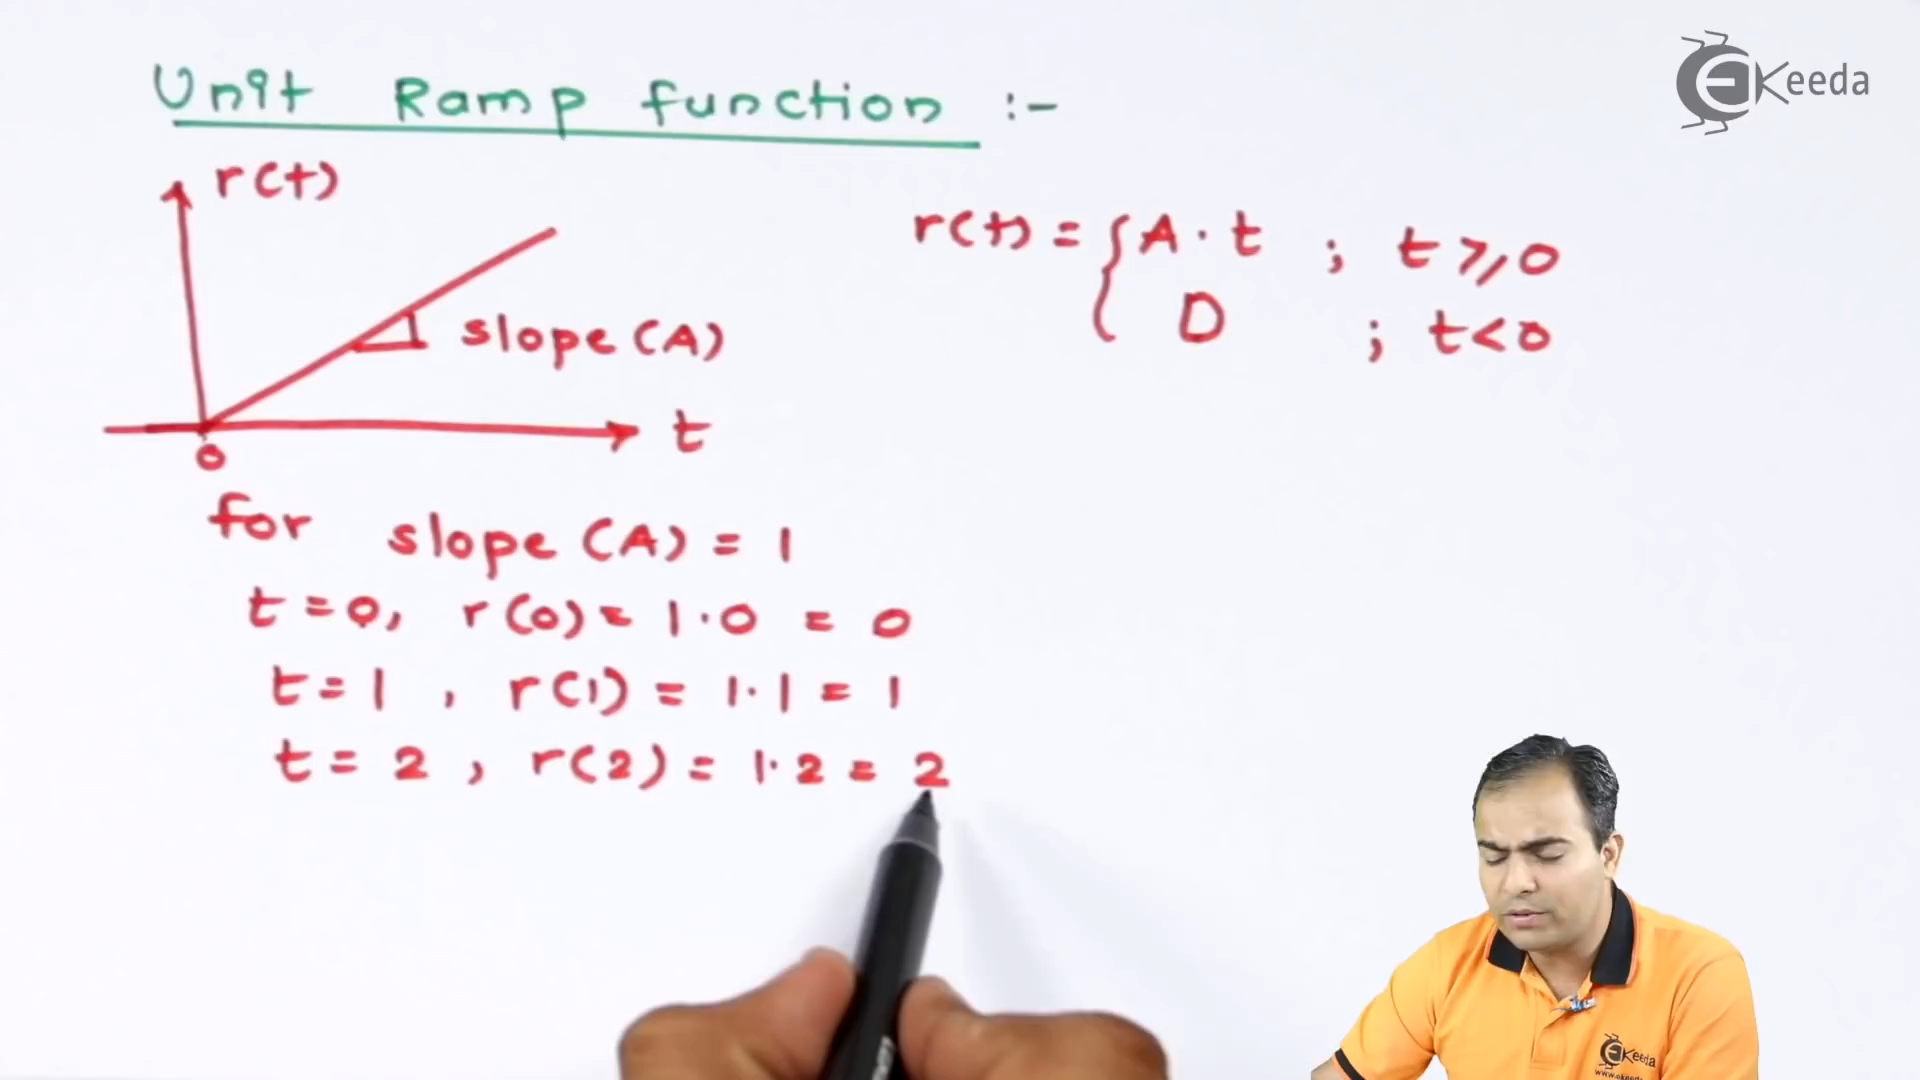 Unit Ramp function :-
r(t)
slope (A)
t
0
r(t) = { A · t ; t ≥ 0
0 ; t < 0
for slope (A) = 1
t = 0, r(0) = 1 · 0 = 0
t = 1 , r(1) = 1 · 1 = 1
t = 2 , r(2) = 1 · 2 = 2
EKeeda
EKeeda